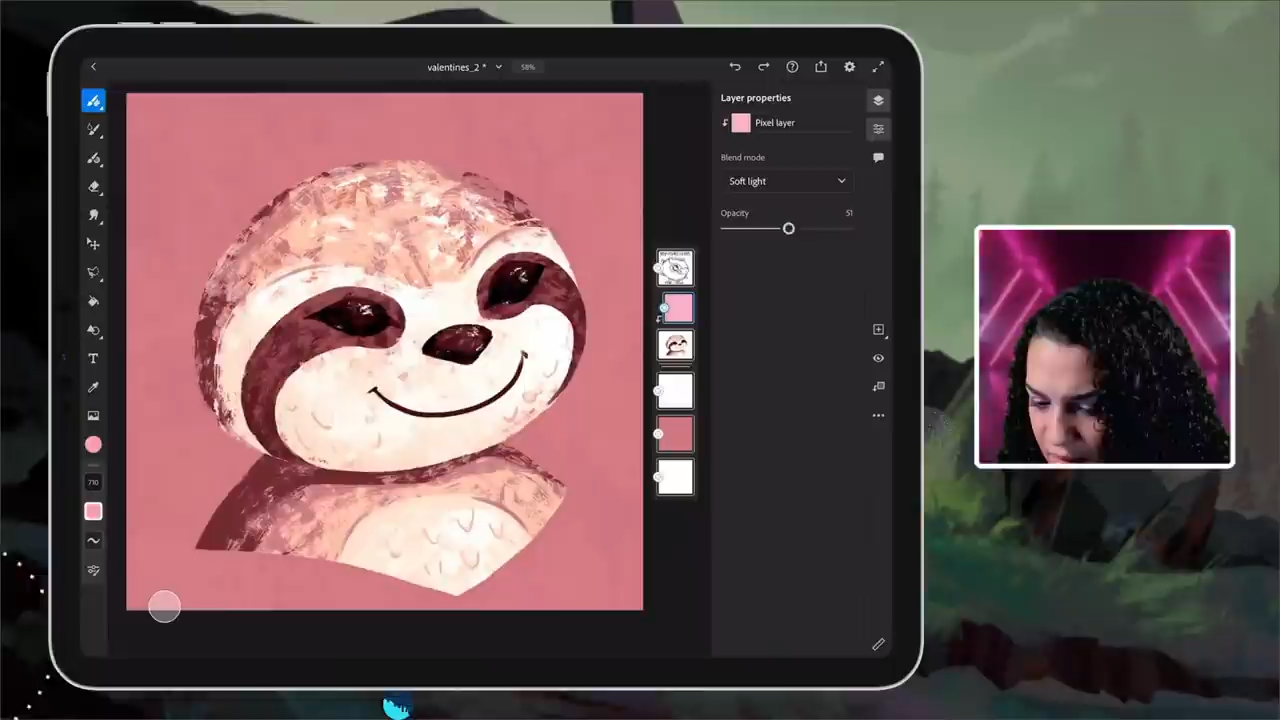 valentines_2 *
58%
Layer properties
Pixel layer
Blend mode
Soft light
Opacity 51
T
710